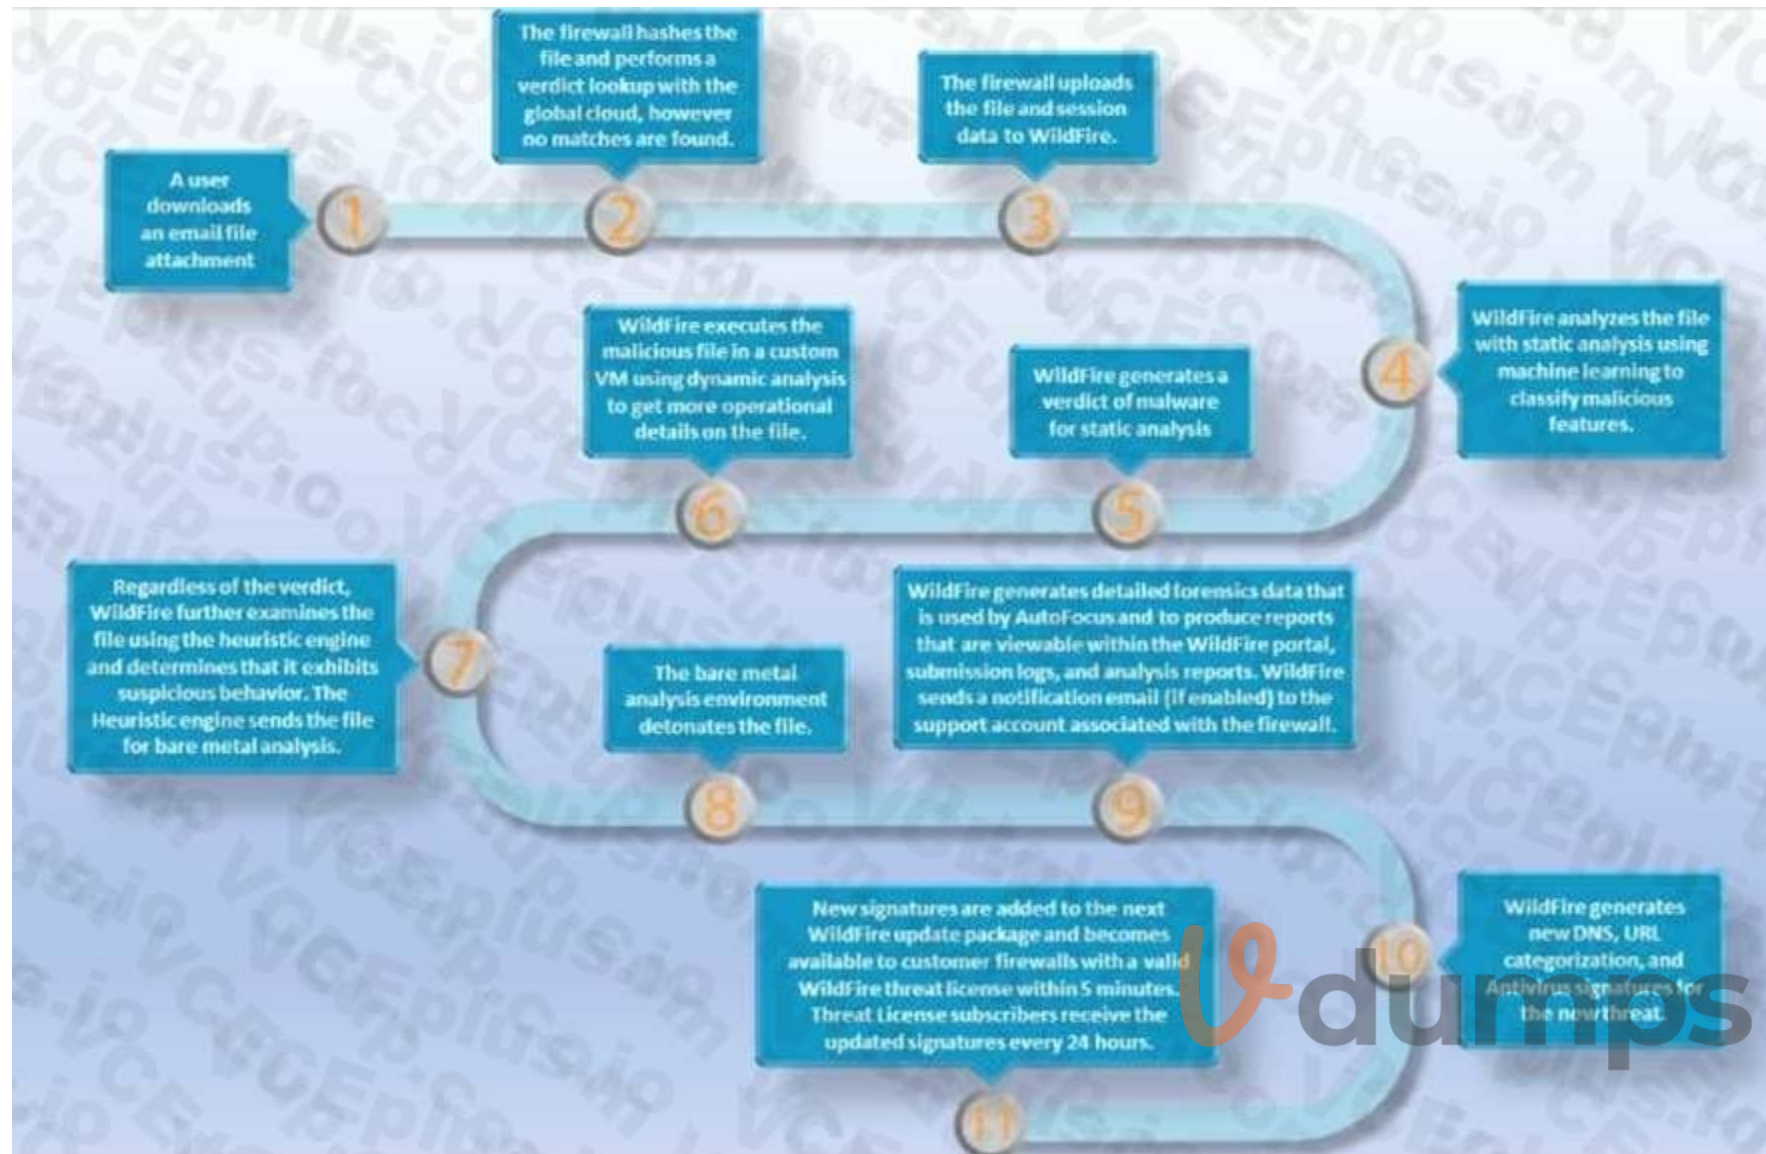 A user
downloads
an email file
attachment
1
The firewall hashes the
file and performs a
verdict lookup with the
global cloud, however
no matches are found.
2
The firewall uploads
the file and session
data to WildFire.
3
WildFire analyzes the file
with static analysis using
machine learning to
classify malicious
features.
4
WildFire generates a
verdict of malware
for static analysis
5
WildFire executes the
malicious file in a custom
VM using dynamic analysis
to get more operational
details on the file.
6
Regardless of the verdict,
WildFire further examines the
file using the heuristic engine
and determines that it exhibits
suspicious behavior. The
Heuristic engine sends the file
for bare metal analysis.
7
The bare metal
analysis environment
detonates the file.
8
WildFire generates detailed forensics data that
is used by AutoFocus and to produce reports
that are viewable within the WildFire portal,
submission logs, and analysis reports. WildFire
sends a notification email (if enabled) to the
support account associated with the firewall.
9
WildFire generates
new DNS, URL
categorization, and
Antivirus signatures for
the new threat.
10
New signatures are added to the next
WildFire update package and becomes
available to customer firewalls with a valid
WildFire threat license within 5 minutes.
Threat License subscribers receive the
updated signatures every 24 hours.
11
Vdumps